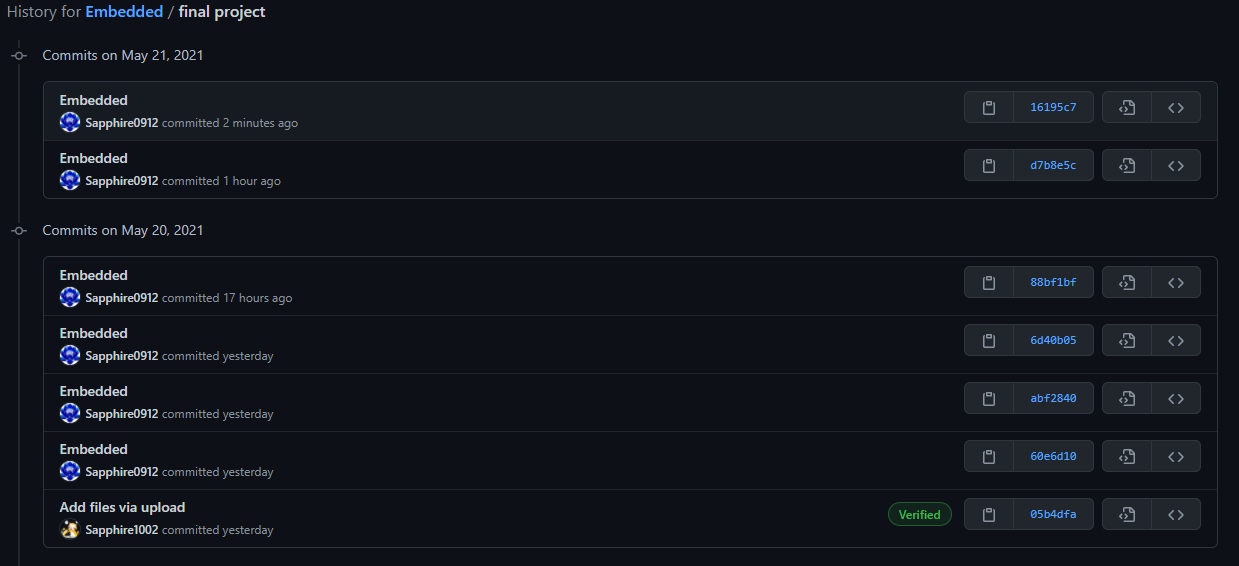 History for Embedded / final project
Commits on May 21, 2021
Embedded
Sapphire0912 committed 2 minutes ago
16195c7
Embedded
Sapphire0912 committed 1 hour ago
d7b8e5c
Commits on May 20, 2021
Embedded
Sapphire0912 committed 17 hours ago
88bf1bf
Embedded
Sapphire0912 committed yesterday
6d40b05
Embedded
Sapphire0912 committed yesterday
abf2840
Embedded
Sapphire0912 committed yesterday
60e6d10
Add files via upload
Sapphire1002 committed yesterday
Verified
05b4dfa